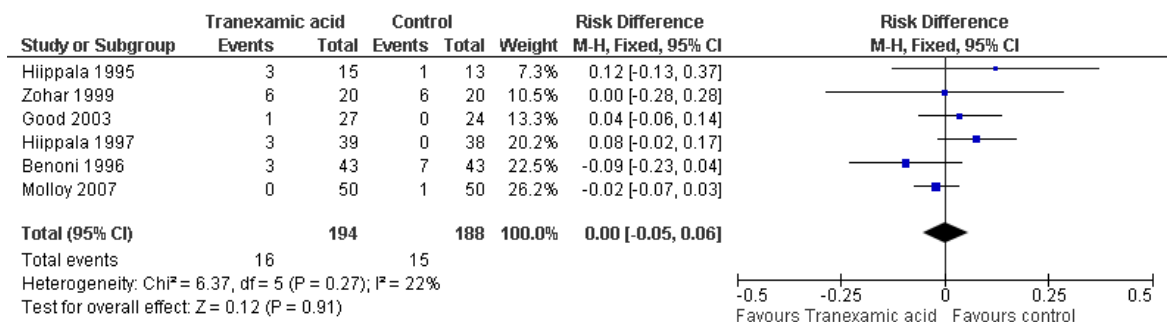 Tranexamic acid Control Risk Difference Risk Difference
Study or Subgroup Events Total Events Total Weight M-H, Fixed, 95% CI M-H, Fixed, 95% CI
Hiippala 1995 3 15 1 13 7.3% 0.12 [-0.13, 0.37]
Zohar 1999 6 20 6 20 10.5% 0.00 [-0.28, 0.28]
Good 2003 1 27 0 24 13.3% 0.04 [-0.06, 0.14]
Hiippala 1997 3 39 0 38 20.2% 0.08 [-0.02, 0.17]
Benoni 1996 3 43 7 43 22.5% -0.09 [-0.23, 0.04]
Molloy 2007 0 50 1 50 26.2% -0.02 [-0.07, 0.03]
Total (95% CI) 194 188 100.0% 0.00 [-0.05, 0.06]
Total events 16 15
Heterogeneity: Chi² = 6.37, df = 5 (P = 0.27); I² = 22%
Test for overall effect: Z = 0.12 (P = 0.91)
-0.5 -0.25 0 0.25 0.5
Favours Tranexamic acid Favours control